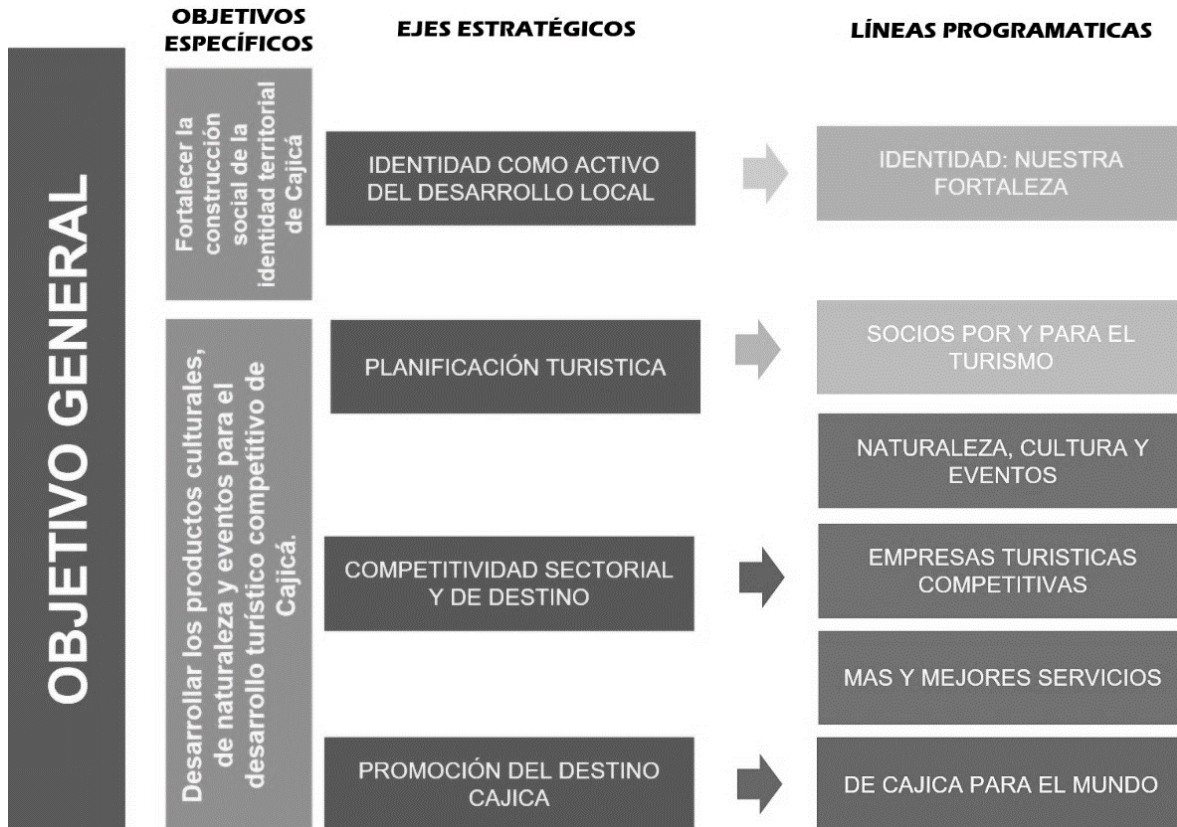 OBJETIVOS
ESPECÍFICOS
EJES ESTRATÉGICOS
LÍNEAS PROGRAMATICAS
OBJETIVO GENERAL
Fortalecer la
construcción
social de la
identidad territorial
de Cajicá
IDENTIDAD COMO ACTIVO
DEL DESARROLLO LOCAL
IDENTIDAD: NUESTRA
FORTALEZA
Desarrollar los productos culturales,
de naturaleza y eventos para el
desarrollo turístico competitivo de
Cajicá.
PLANIFICACIÓN TURISTICA
SOCIOS POR Y PARA EL
TURISMO
NATURALEZA, CULTURA Y
EVENTOS
COMPETITIVIDAD SECTORIAL
Y DE DESTINO
EMPRESAS TURISTICAS
COMPETITIVAS
MAS Y MEJORES SERVICIOS
PROMOCIÓN DEL DESTINO
CAJICA
DE CAJICA PARA EL MUNDO